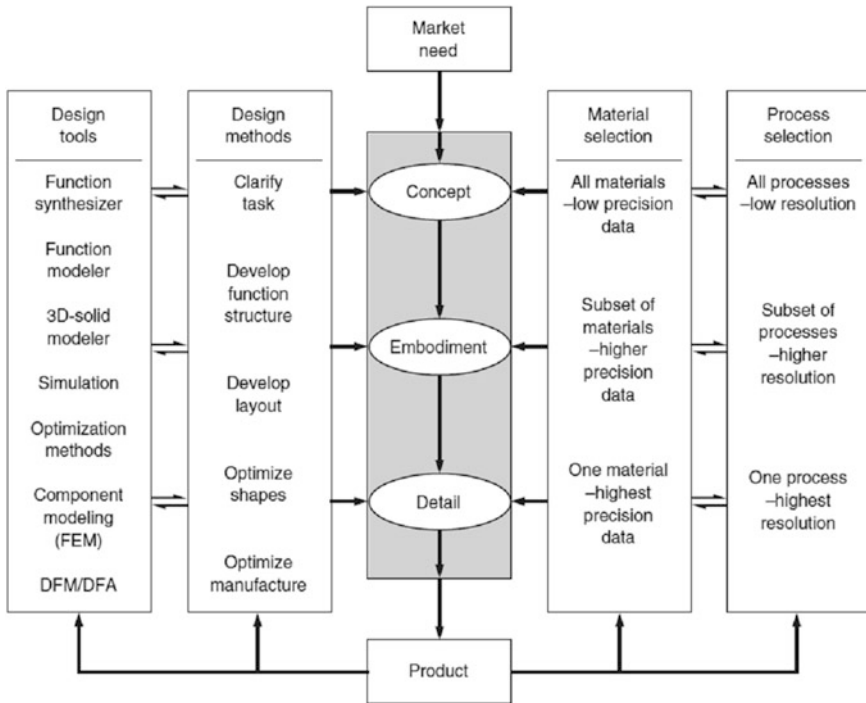 Market
need
Design
tools
Function
synthesizer
Function
modeler
3D-solid
modeler
Simulation
Optimization
methods
Component
modeling
(FEM)
DFM/DFA
Design
methods
Clarify
task
Develop
function
structure
Develop
layout
Optimize
shapes
Optimize
manufacture
Concept
Embodiment
Detail
Material
selection
All materials
–low precision
data
Subset of
materials
–higher
precision
data
One material
–highest
precision
data
Process
selection
All processes
–low resolution
Subset of
processes
–higher
resolution
One process
–highest
resolution
Product